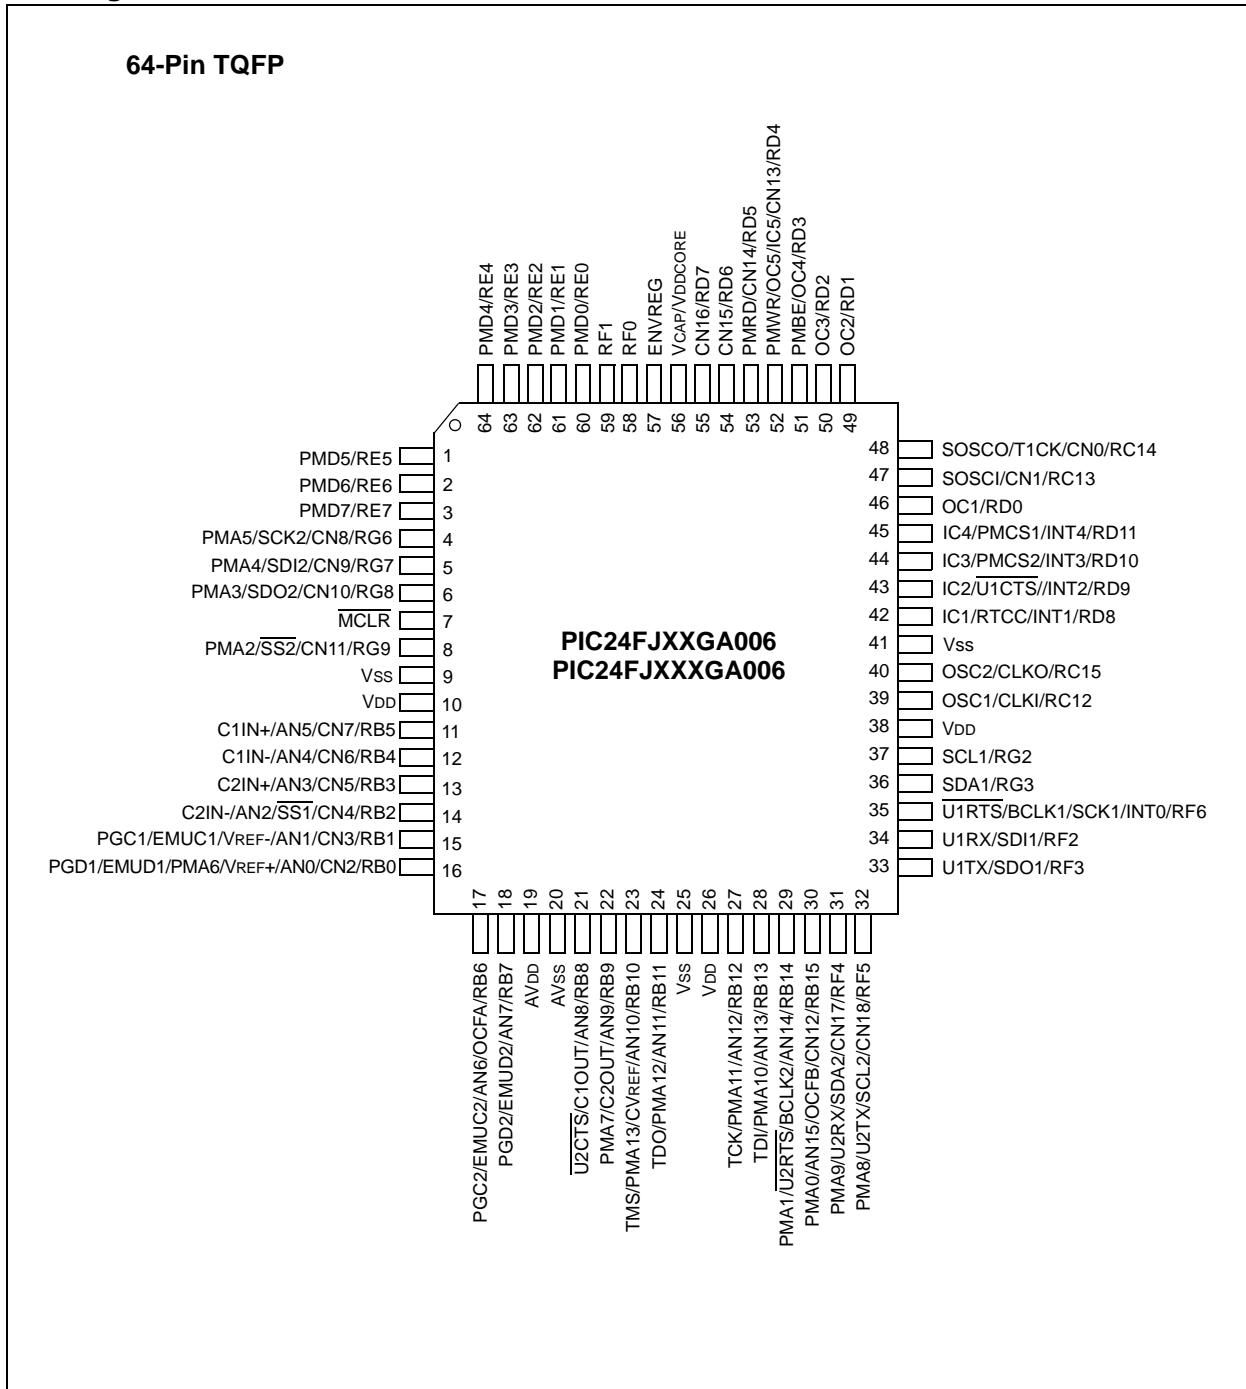 64-Pin TQFP
PMD4/RE4
PMD3/RE3
PMD2/RE2
PMD1/RE1
PMD0/RE0
RF1
RF0
ENVREG
VCAP/VDDCORE
CN16/RD7
CN15/RD6
PMRD/CN14/RD5
PMWR/OC5/IC5/CN13/RD4
PMBE/OC4/RD3
OC3/RD2
OC2/RD1
64
63
62
61
60
59
58
57
56
55
54
53
52
51
50
49
PMD5/RE5 1
PMD6/RE6 2
PMD7/RE7 3
PMA5/SCK2/CN8/RG6 4
PMA4/SDI2/CN9/RG7 5
PMA3/SDO2/CN10/RG8 6
MCLR 7
PMA2/SS2/CN11/RG9 8
VSS 9
VDD 10
C1IN+/AN5/CN7/RB5 11
C1IN-/AN4/CN6/RB4 12
C2IN+/AN3/CN5/RB3 13
C2IN-/AN2/SS1/CN4/RB2 14
PGC1/EMUC1/VREF-/AN1/CN3/RB1 15
PGD1/EMUD1/PMA6/VREF+/AN0/CN2/RB0 16
PIC24FJXXGA006
PIC24FJXXXGA006
48 SOSCO/T1CK/CN0/RC14
47 SOSCI/CN1/RC13
46 OC1/RD0
45 IC4/PMCS1/INT4/RD11
44 IC3/PMCS2/INT3/RD10
43 IC2/U1CTS//INT2/RD9
42 IC1/RTCC/INT1/RD8
41 Vss
40 OSC2/CLKO/RC15
39 OSC1/CLKI/RC12
38 VDD
37 SCL1/RG2
36 SDA1/RG3
35 U1RTS/BCLK1/SCK1/INT0/RF6
34 U1RX/SDI1/RF2
33 U1TX/SDO1/RF3
17
18
19
20
21
22
23
24
25
26
27
28
29
30
31
32
PGC2/EMUC2/AN6/OCFA/RB6
PGD2/EMUD2/AN7/RB7
AVDD
AVSS
U2CTS/C1OUT/AN8/RB8
PMA7/C2OUT/AN9/RB9
TMS/PMA13/CVREF/AN10/RB10
TDO/PMA12/AN11/RB11
VSS
VDD
TCK/PMA11/AN12/RB12
TDI/PMA10/AN13/RB13
PMA1/U2RTS/BCLK2/AN14/RB14
PMA0/AN15/OCFB/CN12/RB15
PMA9/U2RX/SDA2/CN17/RF4
PMA8/U2TX/SCL2/CN18/RF5